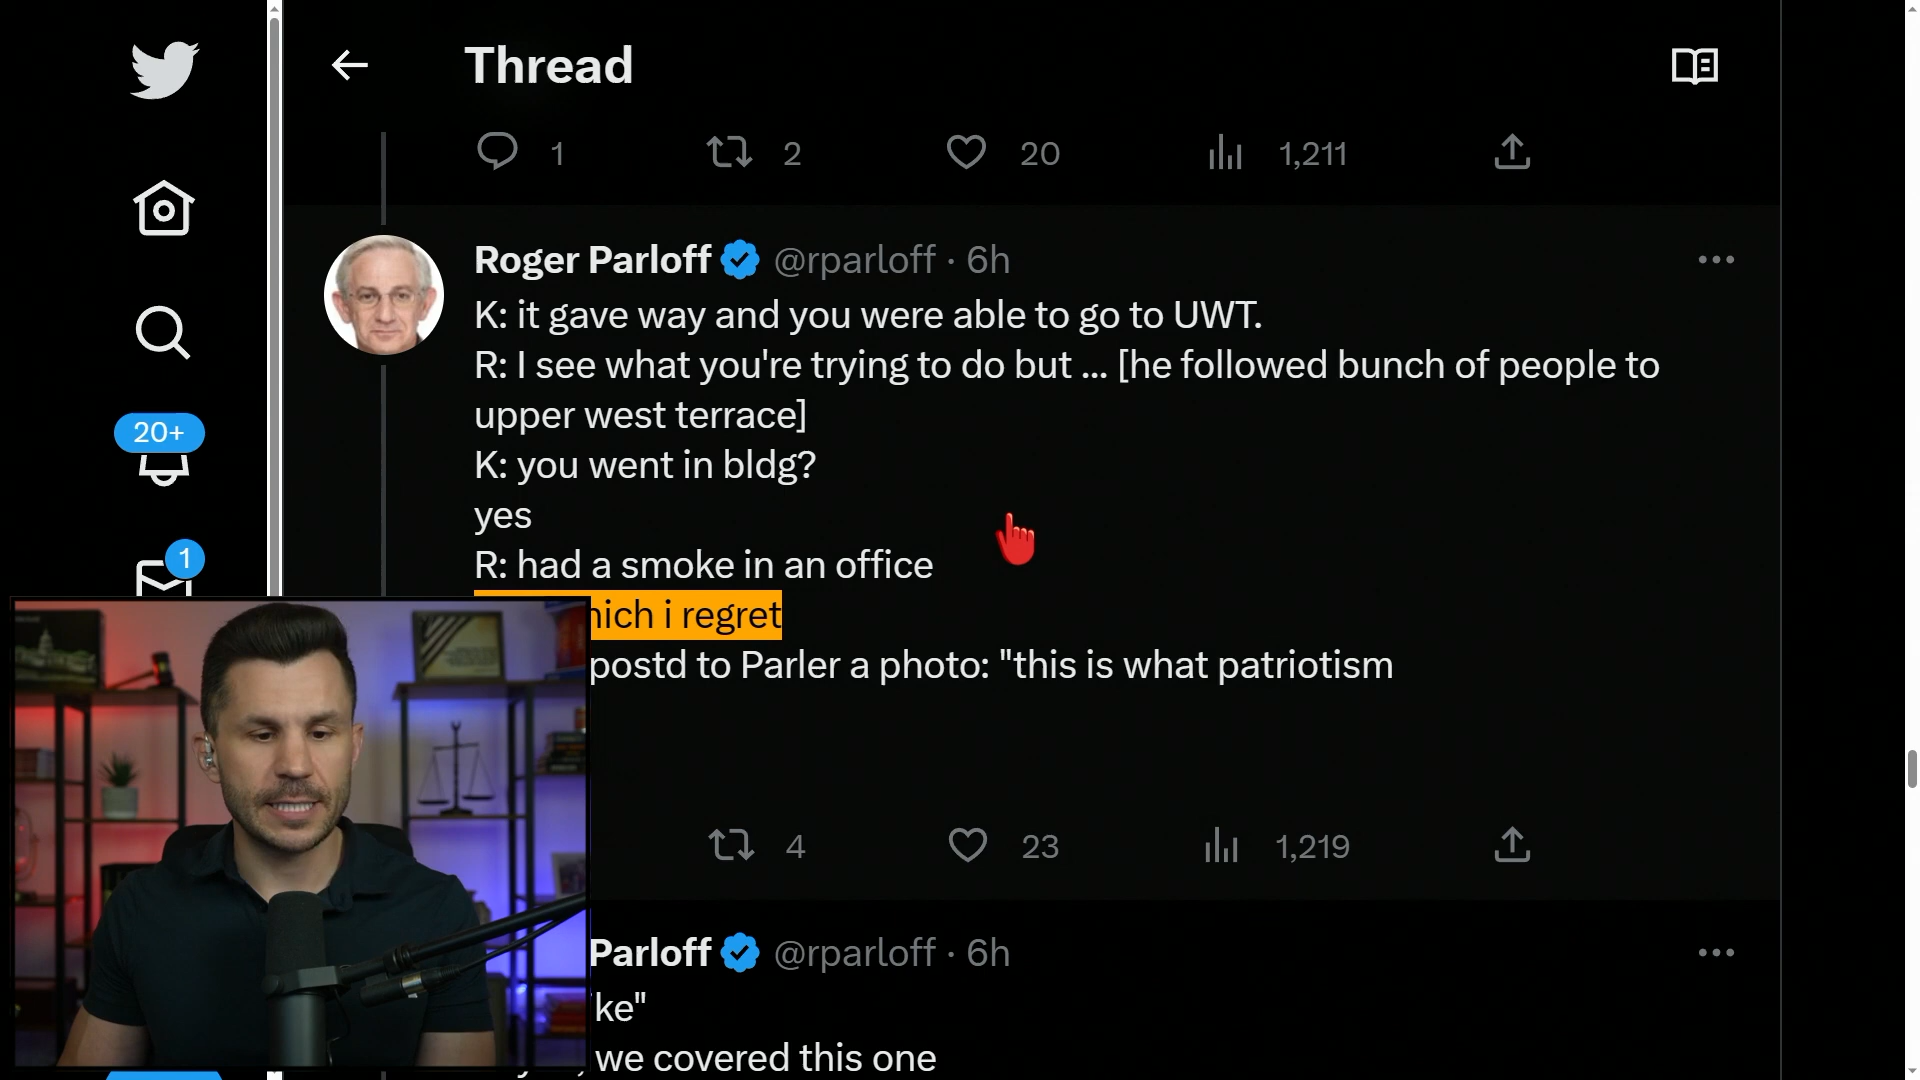 Thread
1 2 20 1,211
Roger Parloff @rparloff · 6h
K: it gave way and you were able to go to UWT.
R: I see what you're trying to do but ... [he followed bunch of people to
upper west terrace]
K: you went in bldg?
yes
R: had a smoke in an office
i regret
postd to Parler a photo: "this is what patriotism
4 23 1,219
Parloff @rparloff · 6h
ke"
we covered this one
20+
1